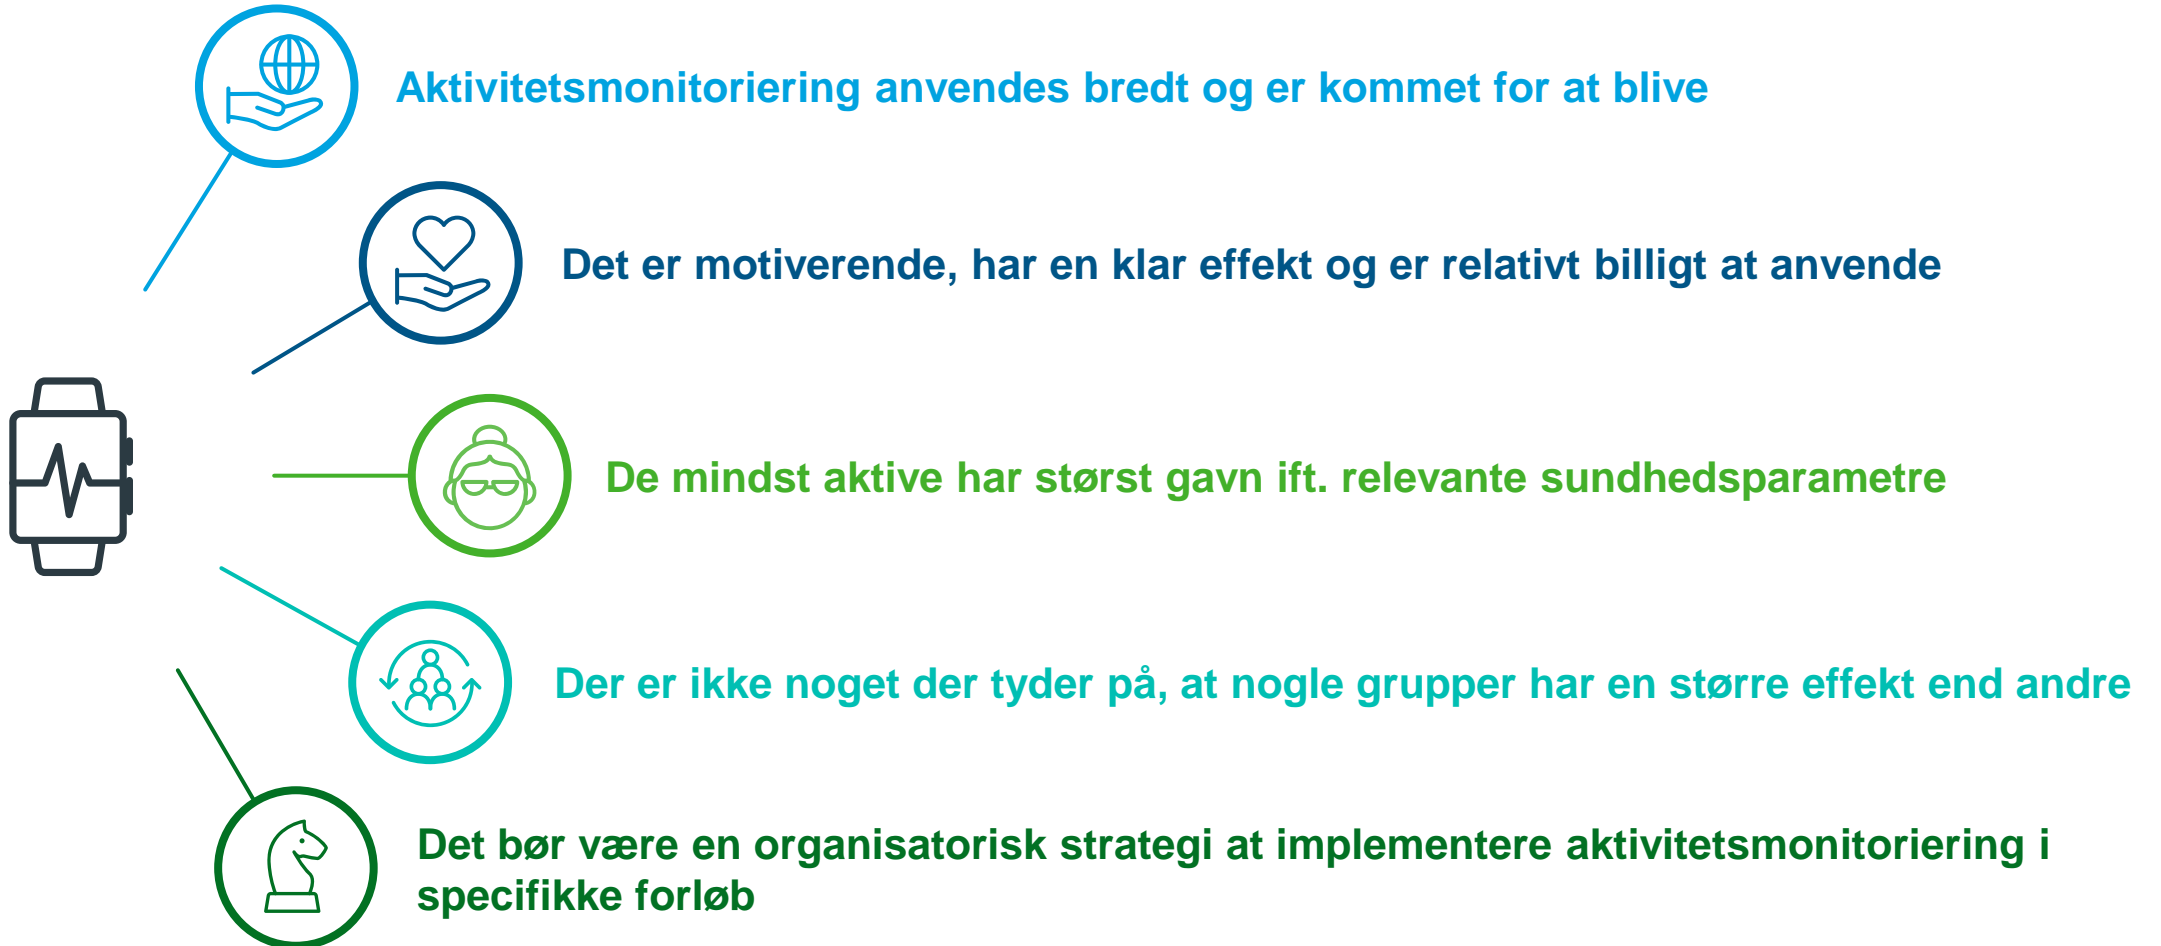 Aktivitetsmonitoriering anvendes bredt og er kommet for at blive
Det er motiverende, har en klar effekt og er relativt billigt at anvende
De mindst aktive har størst gavn ift. relevante sundhedsparametre
Der er ikke noget der tyder på, at nogle grupper har en større effekt end andre
Det bør være en organisatorisk strategi at implementere aktivitetsmonitoriering i
specifikke forløb